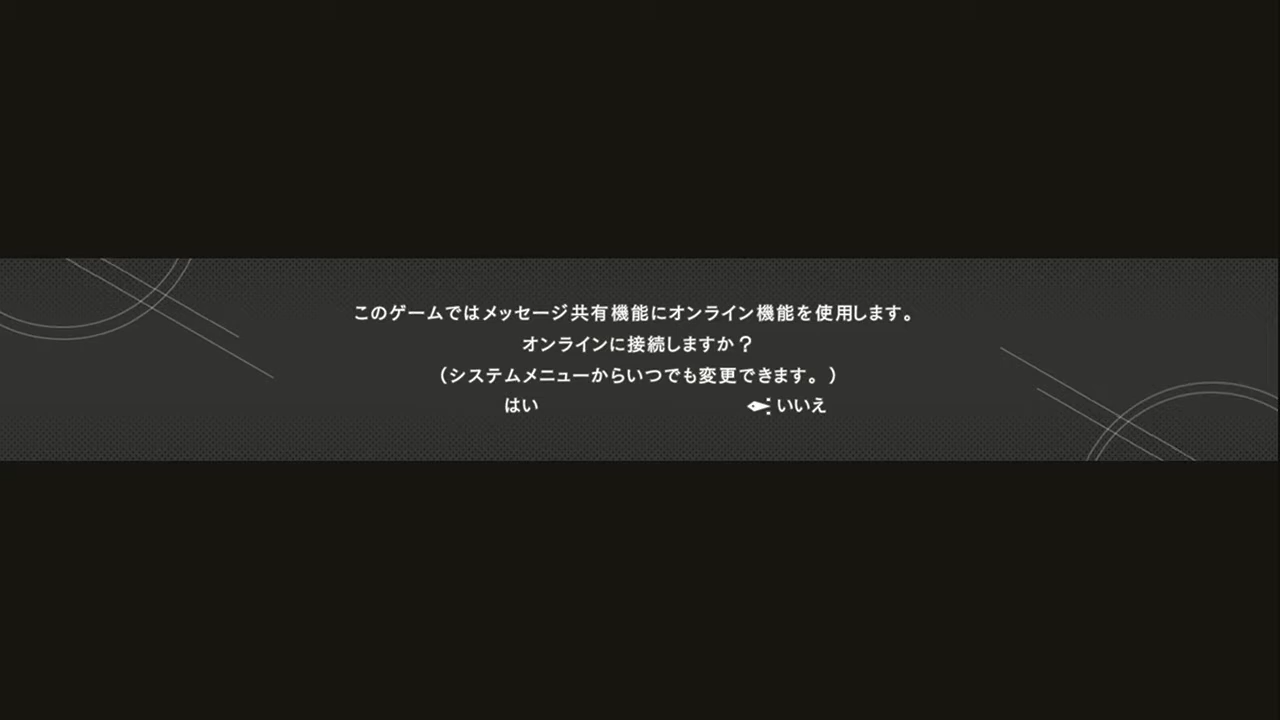 このゲームではメッセージ共有機能にオンライン機能を使用します。
オンラインに接続しますか？
（システムメニューからいつでも変更できます。）
はい いいえ